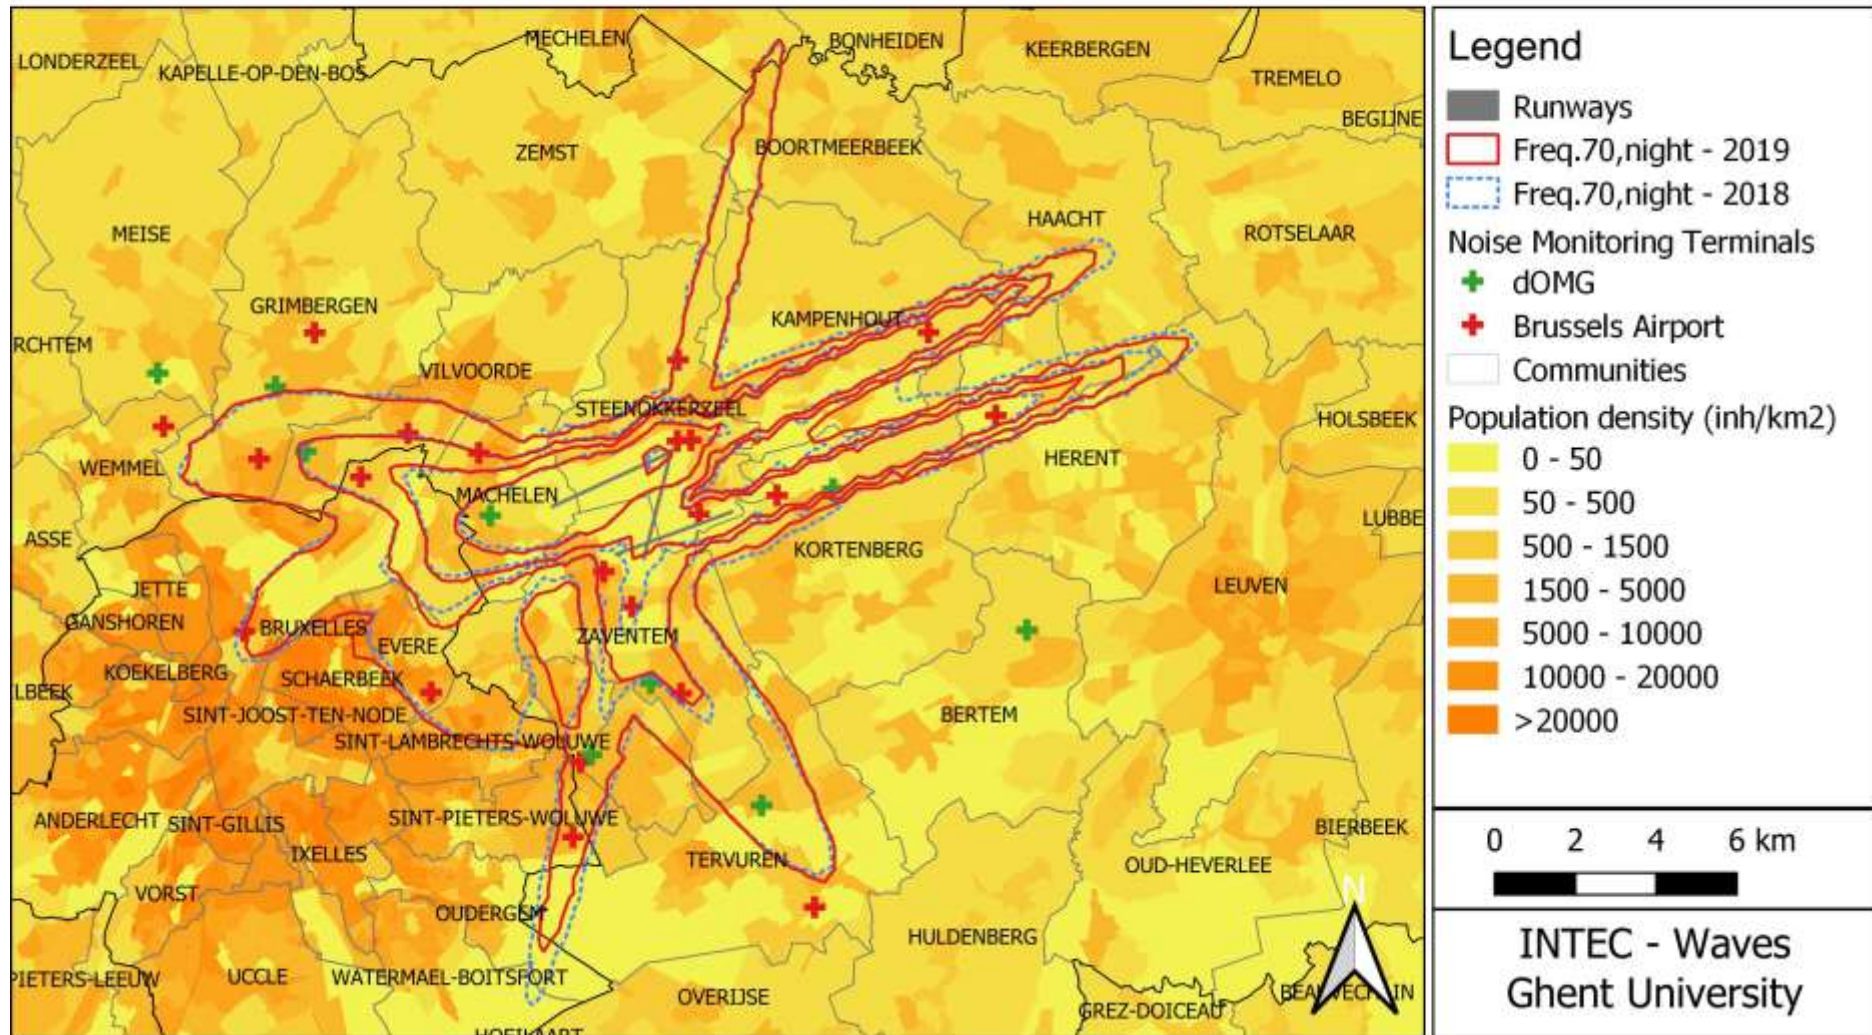 MECHELEN
BONHEIDEN
KEERBERGEN
LONDERZEEL
KAPELLE-OP-DEN-BOS
TREMELO
BEGIJNE
ZEMST
BOORTMEERBEEK
MEISE
HAACHT
ROTSELAAR
GRIMBERGEN
KAMPENHOUT
RCHTEM
VILVOORDE
STEENOKKERZEEL
HOLSBEEK
WEMMEL
HERENT
MACHELEN
LUBBE
ASSE
KORTENBERG
JETTE
LEUVEN
GANSHOREN
BRUXELLES
ZAVENTEM
EVERE
KOEKELBERG
SCHAERBEEK
LBEEK
SINT-JOOST-TEN-NODE
BERTEM
SINT-LAMBRECHTS-WOLUWE
ANDERLECHT
SINT-GILLIS
SINT-PIETERS-WOLUWE
BIERBEEK
IXELLES
TERVUREN
OUD-HEVERLEE
VORST
OUDERGEM
HULDENBERG
PIETERS-LEEUW
UCCLE
WATERMAEL-BOITSFORT
OVERIJSE
GREZ-DOICEAU
N
Legend
Runways
Freq.70,night - 2019
Freq.70,night - 2018
Noise Monitoring Terminals
dOMG
Brussels Airport
Communities
Population density (inh/km2)
0 - 50
50 - 500
500 - 1500
1500 - 5000
5000 - 10000
10000 - 20000
>20000
0 2 4 6 km
INTEC - Waves
Ghent University